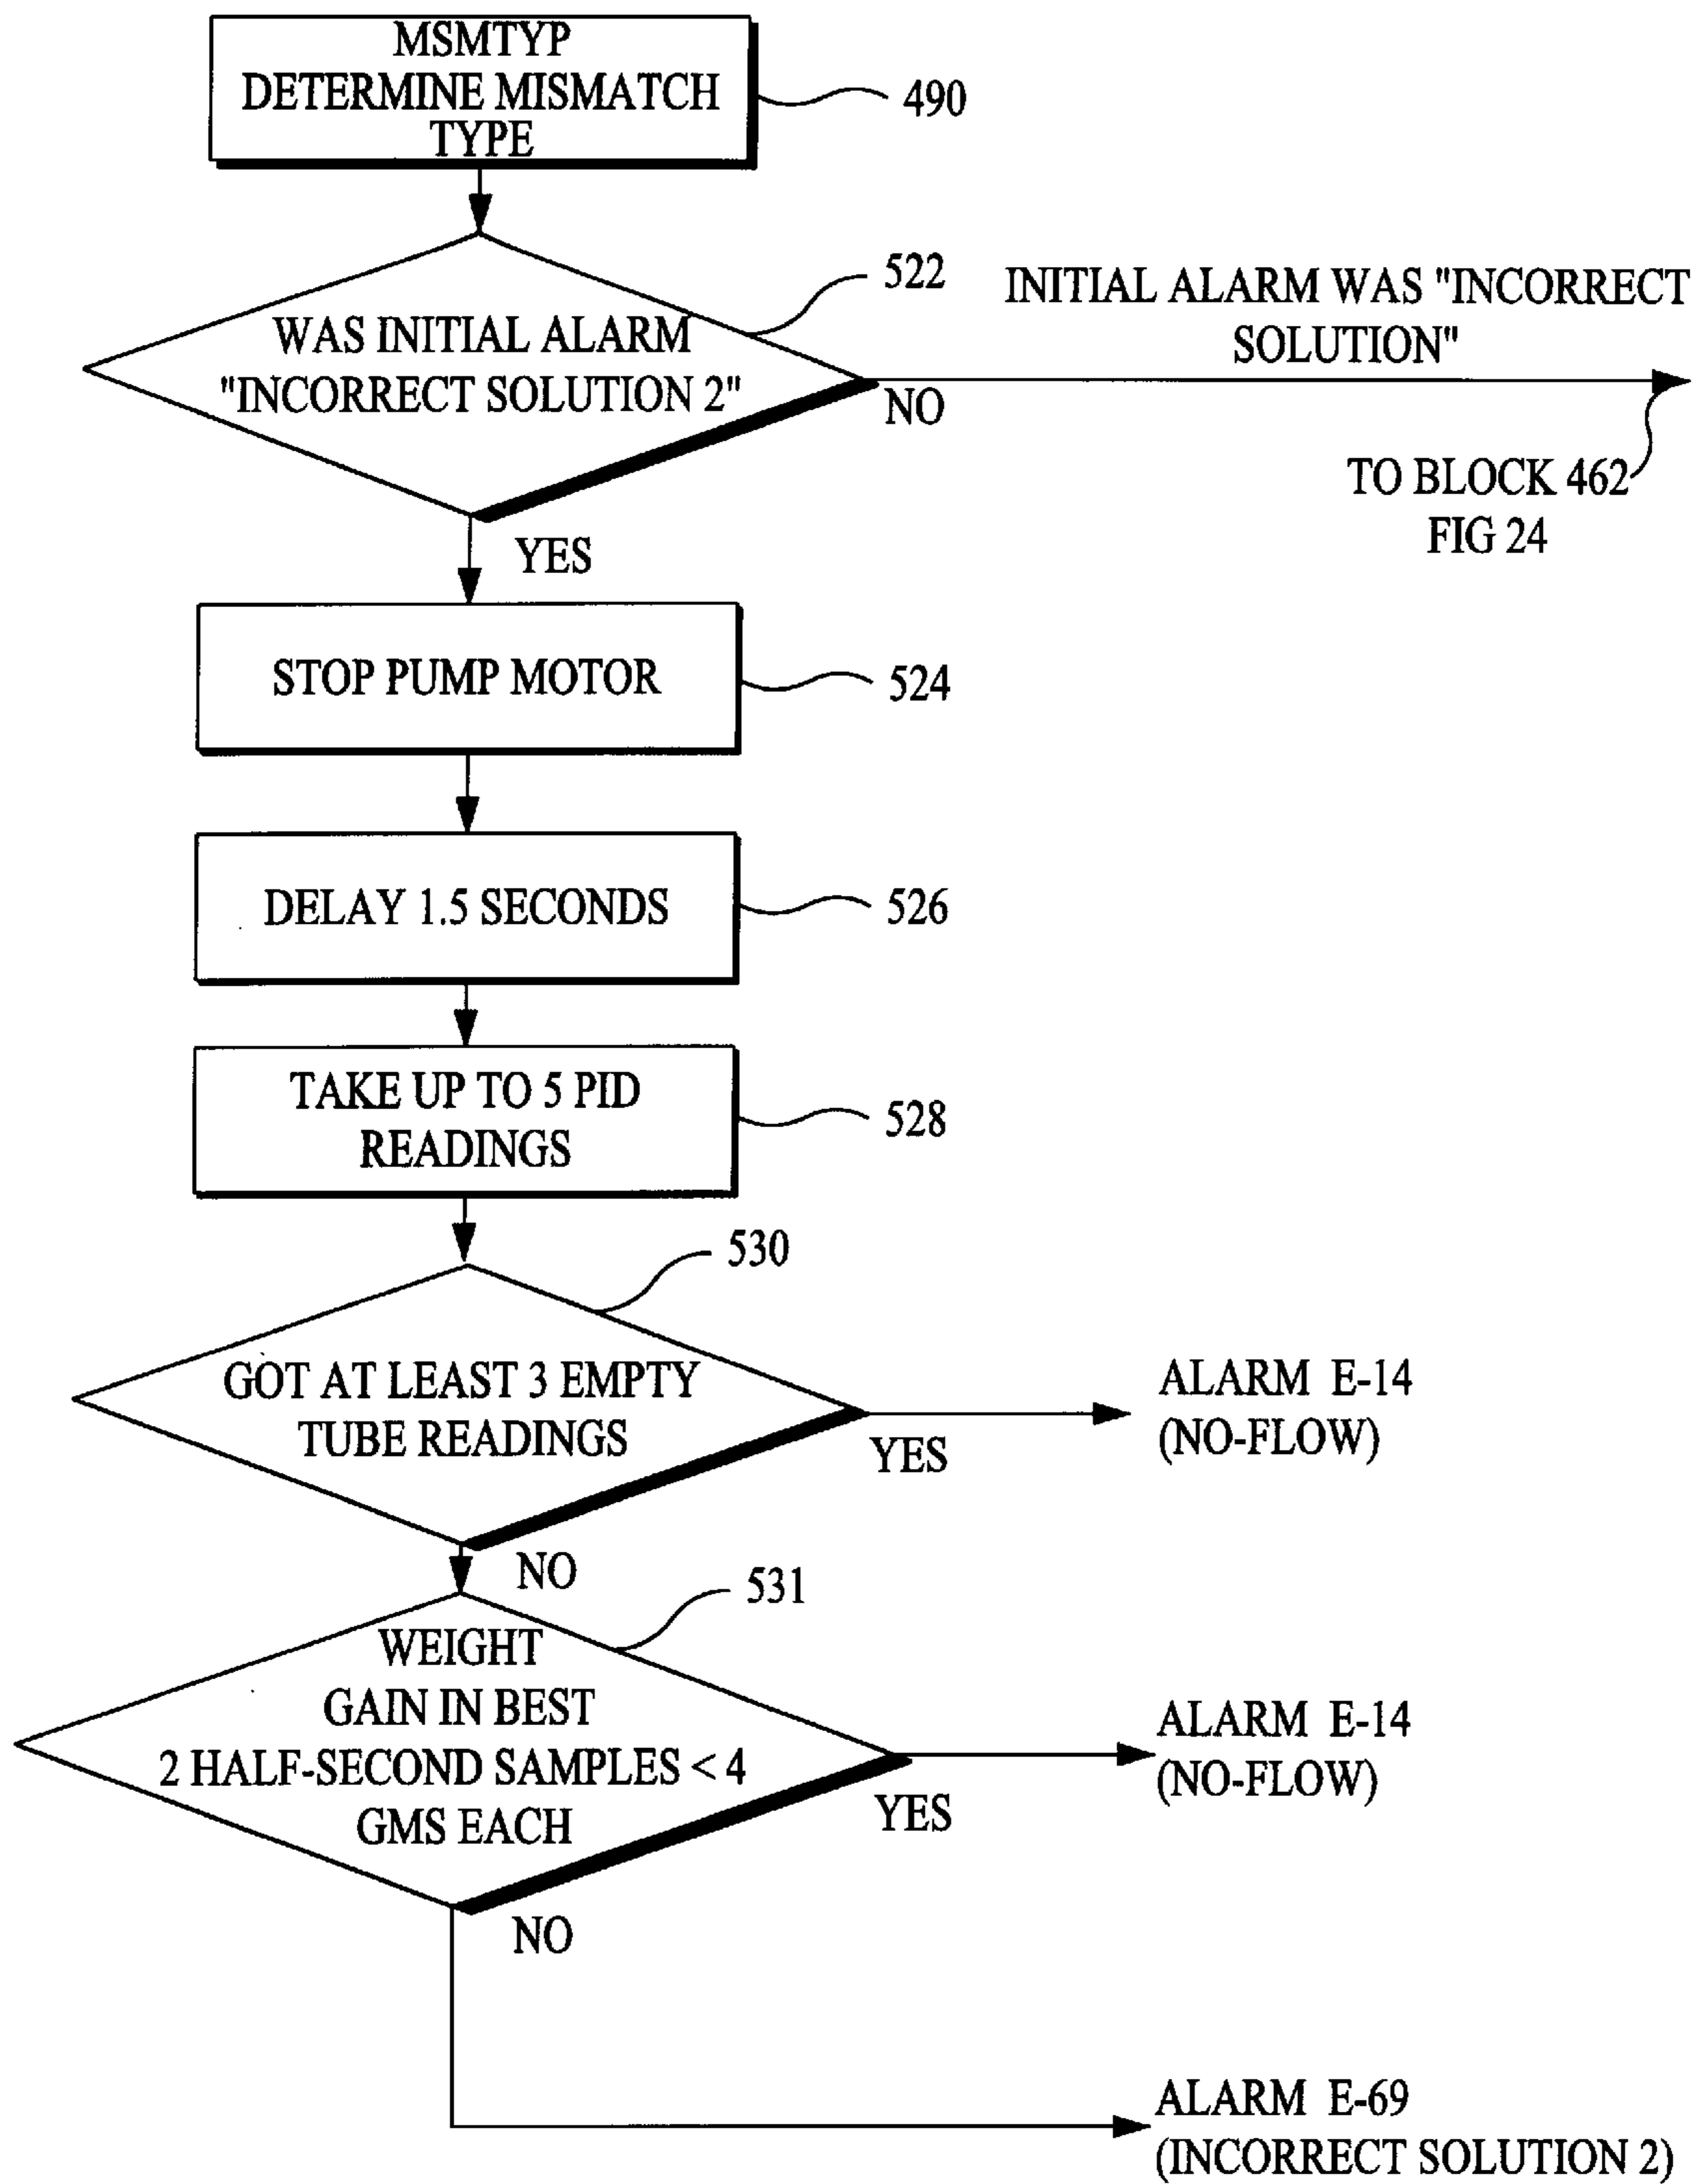 MSMTYP
DETERMINE MISMATCH
TYPE
490
522
WAS INITIAL ALARM
"INCORRECT SOLUTION 2"
INITIAL ALARM WAS "INCORRECT
SOLUTION"
NO
TO BLOCK 462
FIG 24
YES
STOP PUMP MOTOR
524
DELAY 1.5 SECONDS
526
TAKE UP TO 5 PID
READINGS
528
530
GOT AT LEAST 3 EMPTY
TUBE READINGS
YES
ALARM E-14
(NO-FLOW)
NO
531
WEIGHT
GAIN IN BEST
2 HALF-SECOND SAMPLES < 4
GMS EACH
YES
ALARM E-14
(NO-FLOW)
NO
ALARM E-69
(INCORRECT SOLUTION 2)